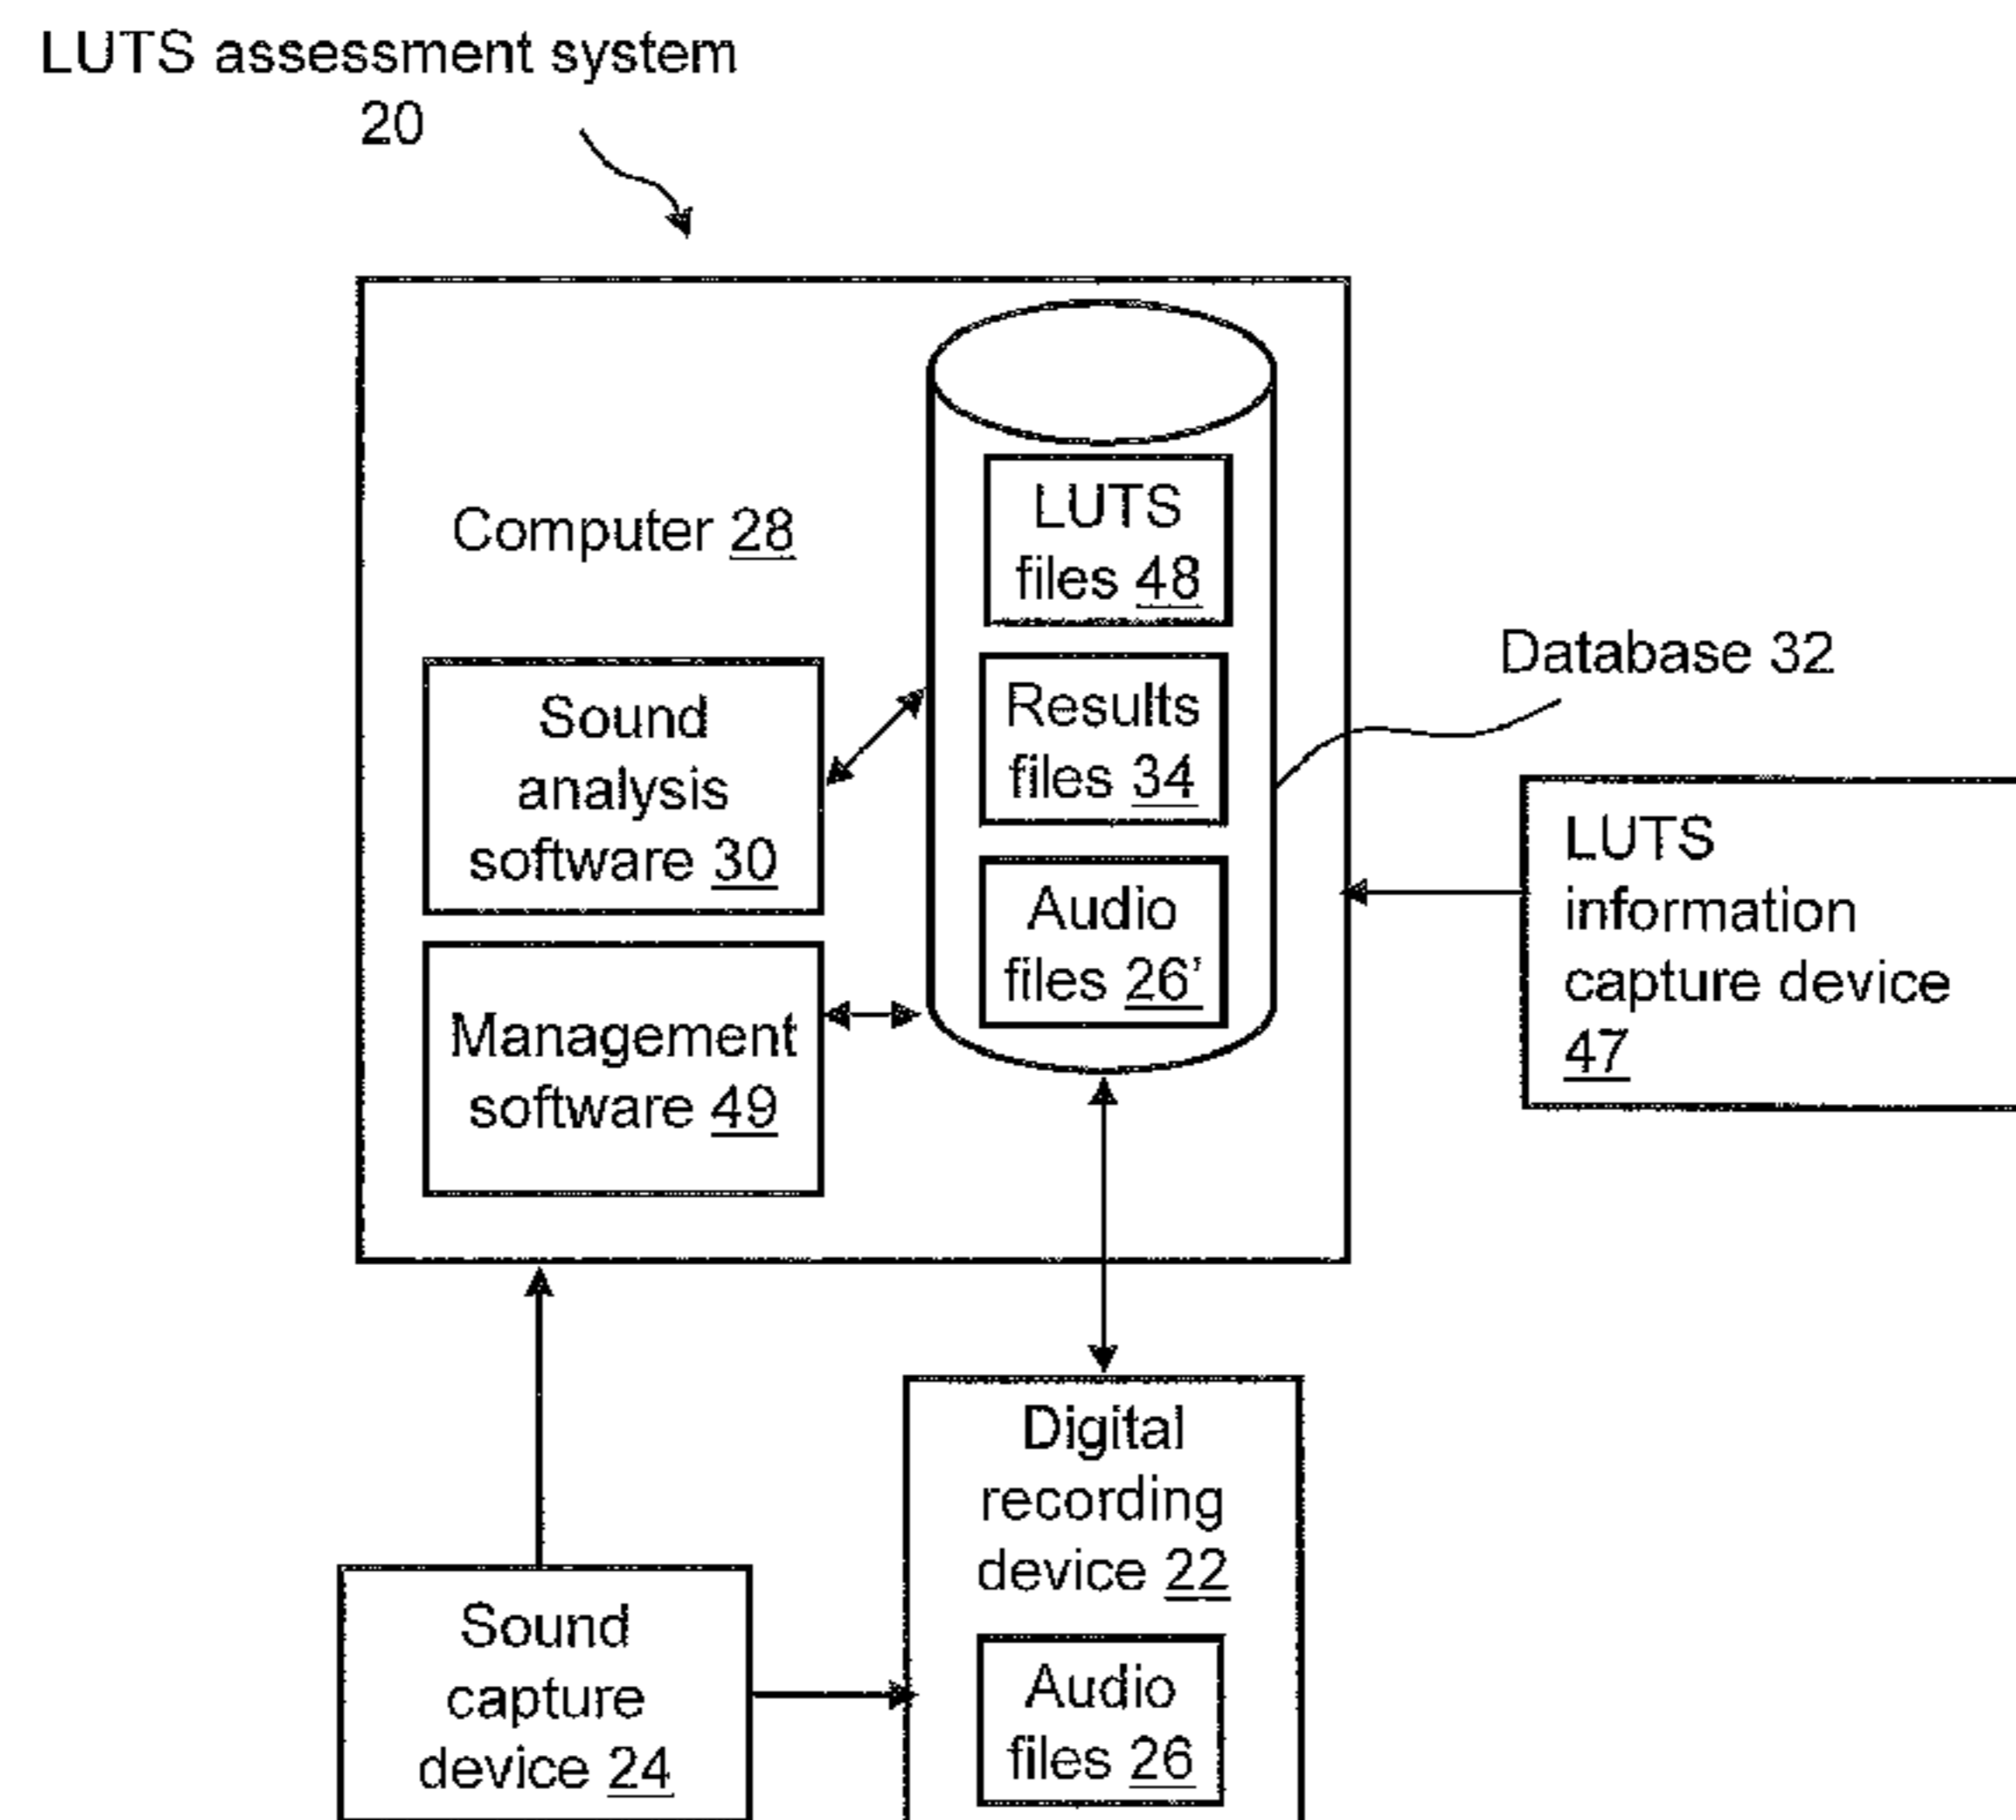 LUTS assessment system
20
Computer 28
LUTS
files 48
Results
files 34
Audio
files 26’
Sound
analysis
software 30
Management
software 49
Database 32
LUTS
information
capture device
47
Digital
recording
device 22
Audio
files 26
Sound
capture
device 24